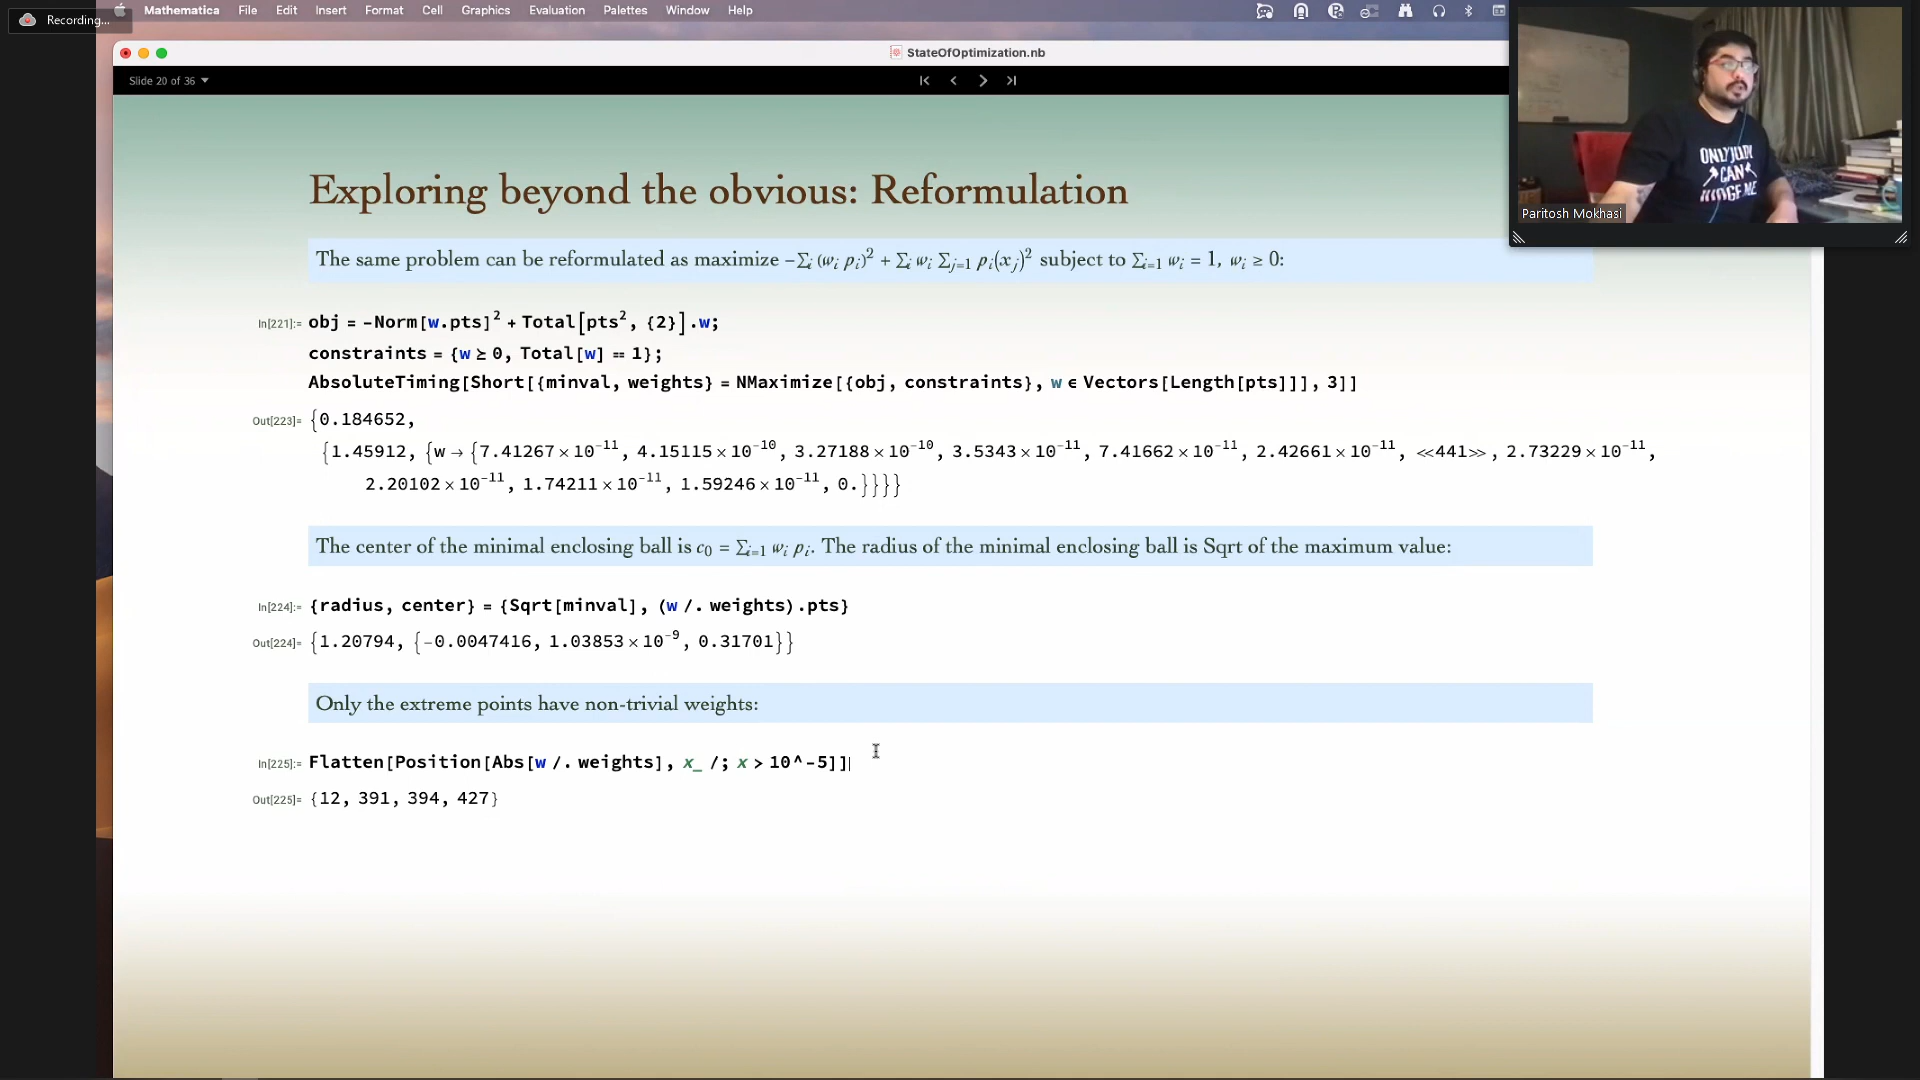 Recording...
Mathematica File Edit Insert Format Cell Graphics Evaluation Palettes Window Help
StateOfOptimization.nb
Slide 20 of 36
Exploring beyond the obvious: Reformulation
The same problem can be reformulated as maximize −∑ᵢ (wᵢ pᵢ)² + ∑ᵢ wᵢ ∑ⱼ₌₁ pᵢ(xⱼ)² subject to ∑ᵢ₌₁ wᵢ = 1, wᵢ ≥ 0:
In[221]:= obj = -Norm[w.pts]² + Total[pts², {2}].w;
constraints = {w ⪰ 0, Total[w] == 1};
AbsoluteTiming[Short[{minval, weights} = NMaximize[{obj, constraints}, w ∈ Vectors[Length[pts]]], 3]]
Out[223]= {0.184652,
{1.45912, {w → {7.41267×10⁻¹¹, 4.15115×10⁻¹⁰, 3.27188×10⁻¹⁰, 3.5343×10⁻¹¹, 7.41662×10⁻¹¹, 2.42661×10⁻¹¹, <<441>>, 2.73229×10⁻¹¹,
2.20102×10⁻¹¹, 1.74211×10⁻¹¹, 1.59246×10⁻¹¹, 0.}}}}
The center of the minimal enclosing ball is c₀ = ∑ᵢ₌₁ wᵢ pᵢ. The radius of the minimal enclosing ball is Sqrt of the maximum value:
In[224]:= {radius, center} = {Sqrt[minval], (w /. weights).pts}
Out[224]= {1.20794, {-0.0047416, 1.03853×10⁻⁹, 0.31701}}
Only the extreme points have non-trivial weights:
In[225]:= Flatten[Position[Abs[w /. weights], x_ /; x > 10^-5]]
Out[225]= {12, 391, 394, 427}
ONLY JUDY
CAN
JUDGE ME
Paritosh Mokhasi